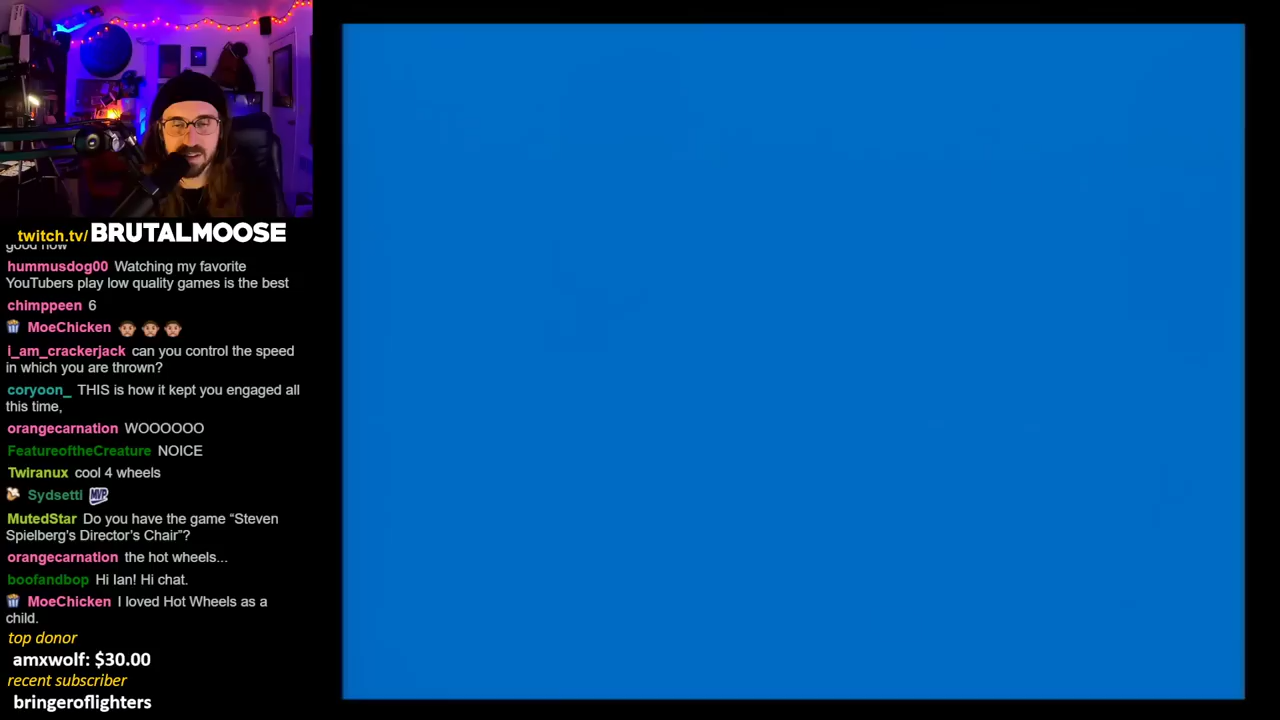 twitch.tv/BRUTALMOOSE
good now
hummusdog00 Watching my favorite
YouTubers play low quality games is the best
chimppeen 6
MoeChicken
i_am_crackerjack can you control the speed
in which you are thrown?
coryoon_ THIS is how it kept you engaged all
this time,
orangecarnation WOOOOOO
FeatureoftheCreature NOICE
Twiranux cool 4 wheels
Sydsetti MVP
MutedStar Do you have the game “Steven
Spielberg's Director's Chair”?
orangecarnation the hot wheels...
boofandbop Hi Ian! Hi chat.
MoeChicken I loved Hot Wheels as a
child.
top donor
amxwolf: $30.00
recent subscriber
bringeroflighters